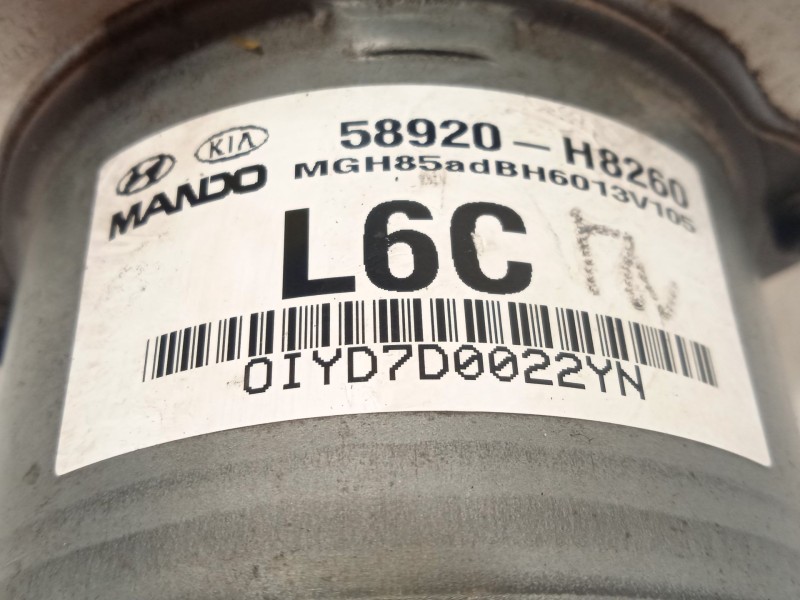 KIA
58920-H8260
MANDO
MGH85adBH6013V105
L6C
OIYD7D0022YN